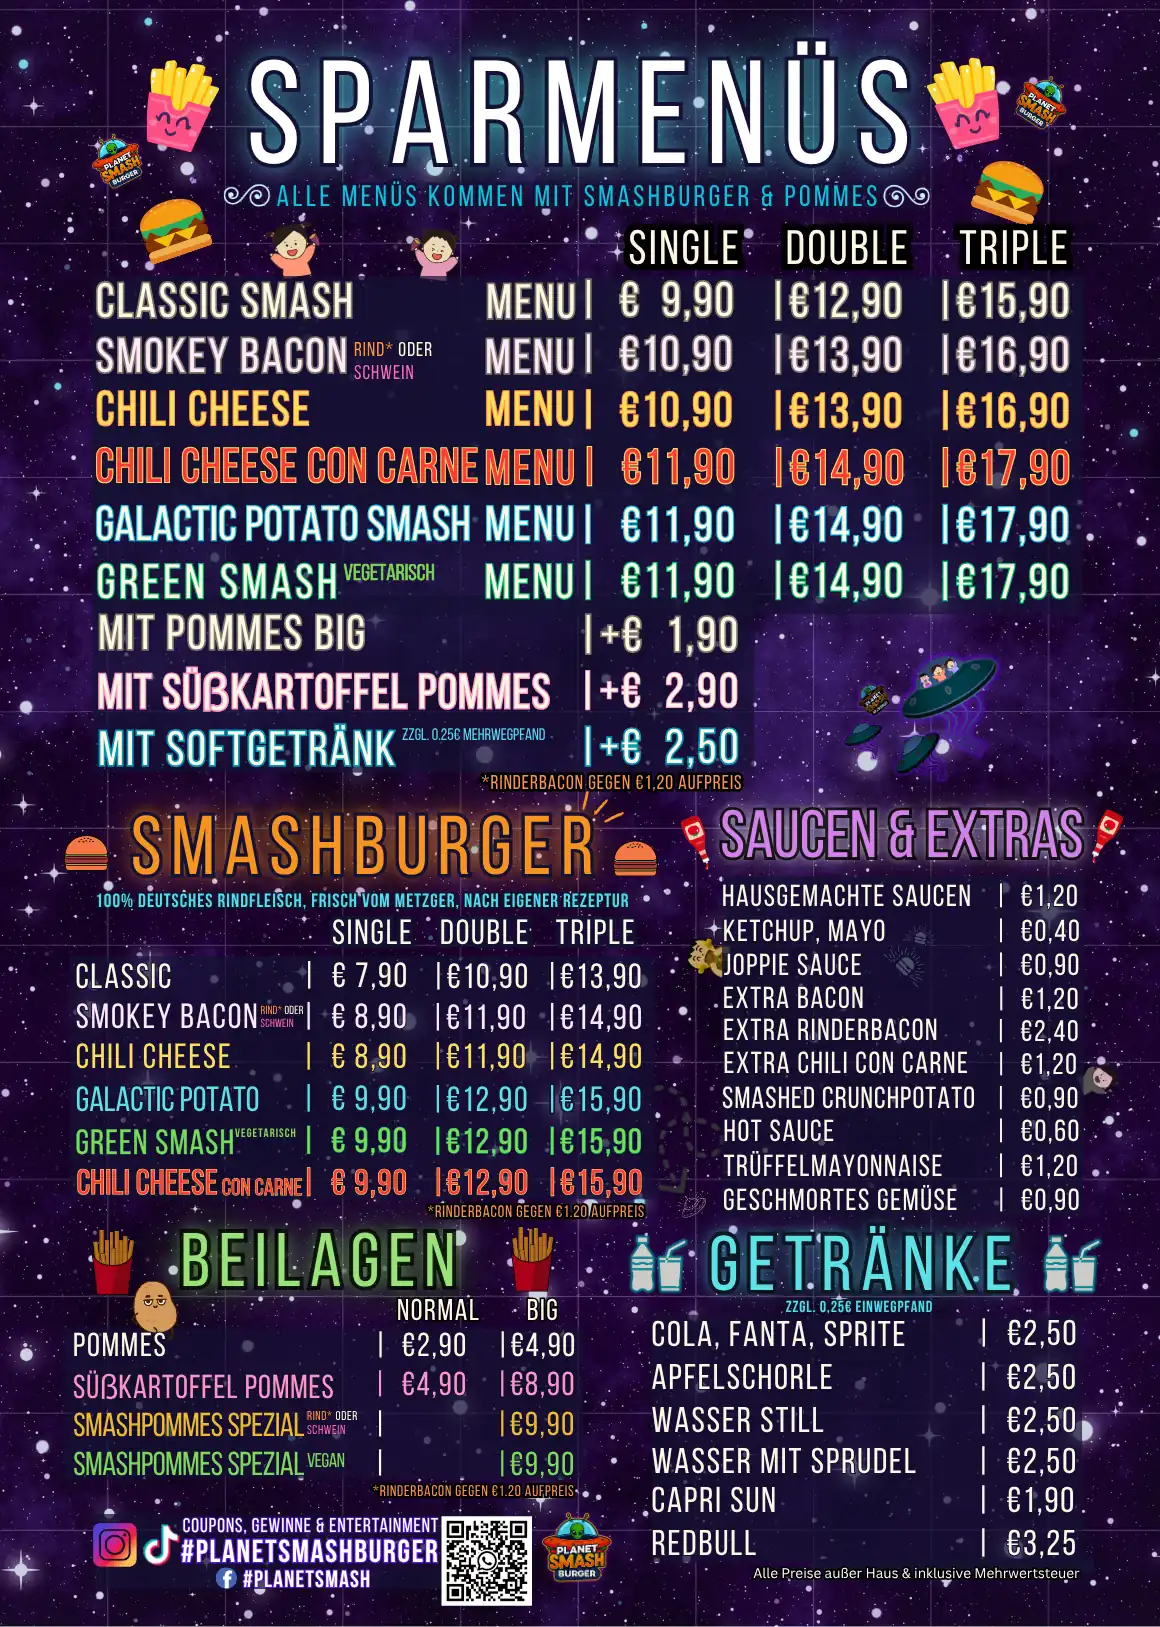 SPARMENÜS
PLANET SMASH BURGER
PLANET SMASH BURGER
ALLE MENÜS KOMMEN MIT SMASHBURGER & POMMES
SINGLE DOUBLE TRIPLE
CLASSIC SMASH MENU | € 9,90 | €12,90 | €15,90
SMOKEY BACON RIND* ODER SCHWEIN MENU | €10,90 | €13,90 | €16,90
CHILI CHEESE MENU | €10,90 | €13,90 | €16,90
CHILI CHEESE CON CARNE MENU | €11,90 | €14,90 | €17,90
GALACTIC POTATO SMASH MENU | €11,90 | €14,90 | €17,90
GREEN SMASH VEGETARISCH MENU | €11,90 | €14,90 | €17,90
MIT POMMES BIG | +€ 1,90
MIT SÜßKARTOFFEL POMMES | +€ 2,90
MIT SOFTGETRÄNK ZZGL. 0,25€ MEHRWEGPFAND | +€ 2,50
*RINDERBACON GEGEN €1,20 AUFPREIS
PLANET SMASH BURGER
SMASHBURGER
100% DEUTSCHES RINDFLEISCH, FRISCH VOM METZGER, NACH EIGENER REZEPTUR
SINGLE DOUBLE TRIPLE
CLASSIC | € 7,90 | €10,90 | €13,90
SMOKEY BACON RIND* ODER SCHWEIN | € 8,90 | €11,90 | €14,90
CHILI CHEESE | € 8,90 | €11,90 | €14,90
GALACTIC POTATO | € 9,90 | €12,90 | €15,90
GREEN SMASH VEGETARISCH | € 9,90 | €12,90 | €15,90
CHILI CHEESE CON CARNE | € 9,90 | €12,90 | €15,90
*RINDERBACON GEGEN €1.20 AUFPREIS
SAUCEN & EXTRAS
HAUSGEMACHTE SAUCEN | €1,20
KETCHUP, MAYO | €0,40
JOPPIE SAUCE | €0,90
EXTRA BACON | €1,20
EXTRA RINDERBACON | €2,40
EXTRA CHILI CON CARNE | €1,20
SMASHED CRUNCHPOTATO | €0,90
HOT SAUCE | €0,60
TRÜFFELMAYONNAISE | €1,20
GESCHMORTES GEMÜSE | €0,90
BEILAGEN
NORMAL BIG
POMMES | €2,90 | €4,90
SÜßKARTOFFEL POMMES | €4,90 | €8,90
SMASHPOMMES SPEZIAL RIND* ODER SCHWEIN | | €9,90
SMASHPOMMES SPEZIAL VEGAN | | €9,90
*RINDERBACON GEGEN €1.20 AUFPREIS
GETRÄNKE
ZZGL. 0,25€ EINWEGPFAND
COLA, FANTA, SPRITE | €2,50
APFELSCHORLE | €2,50
WASSER STILL | €2,50
WASSER MIT SPRUDEL | €2,50
CAPRI SUN | €1,90
REDBULL | €3,25
Alle Preise außer Haus & inklusive Mehrwertsteuer
COUPONS, GEWINNE & ENTERTAINMENT
#PLANETSMASHBURGER
#PLANETSMASH
PLANET SMASH BURGER